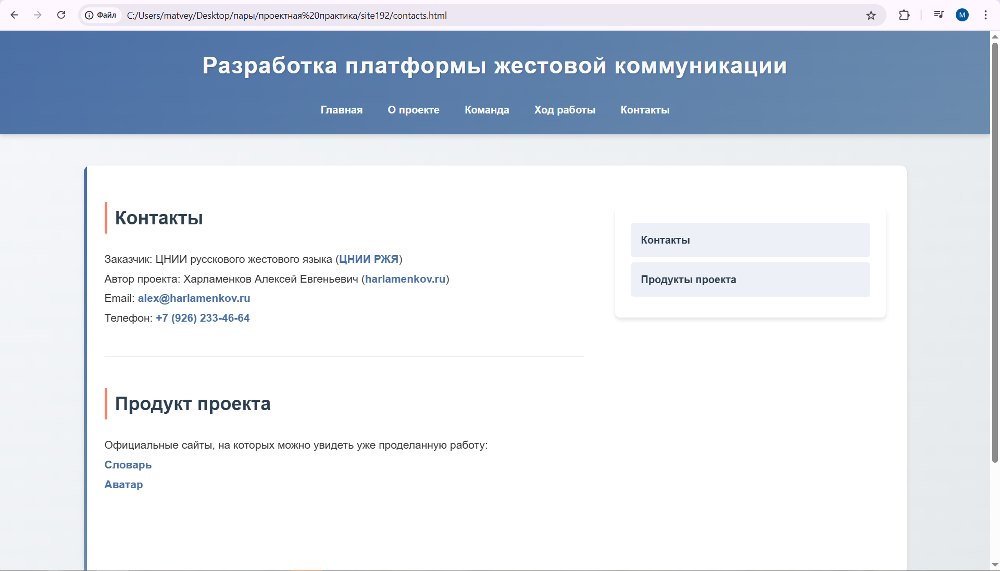 Файл C:/Users/matvey/Desktop/пары/проектная%20практика/site192/contacts.html
M
Разработка платформы жестовой коммуникации
Главная О проекте Команда Ход работы Контакты
Контакты
Заказчик: ЦНИИ русскового жестового языка (ЦНИИ РЖЯ)
Автор проекта: Харламенков Алексей Евгеньевич (harlamenkov.ru)
Email: alex@harlamenkov.ru
Телефон: +7 (926) 233-46-64
Продукт проекта
Официальные сайты, на которых можно увидеть уже проделанную работу:
Словарь
Аватар
Контакты
Продукты проекта